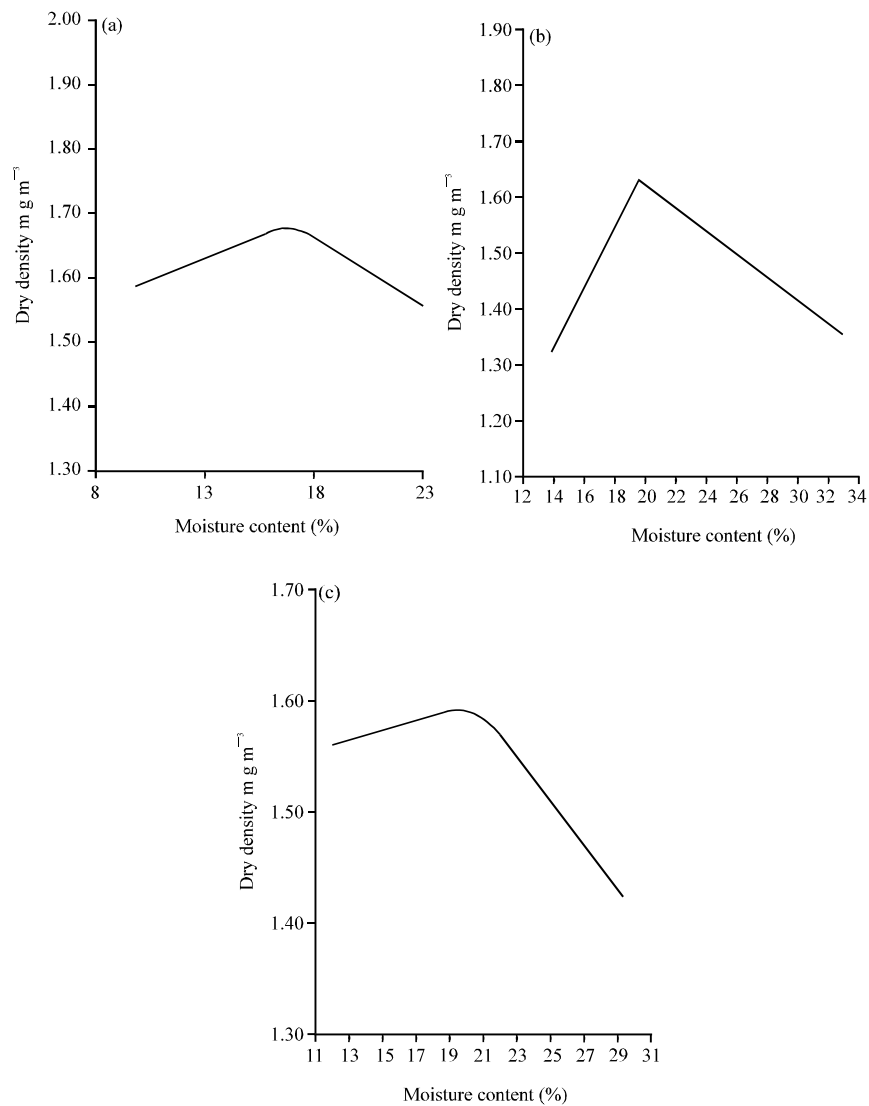 (a)
2.00
1.90
1.80
1.70
1.60
1.50
1.40
1.30
Dry density m g m⁻³
8 13 18 23
Moisture content (%)
(b)
1.90
1.80
1.70
1.60
1.50
1.40
1.30
1.20
1.10
Dry density m g m⁻³
12 14 16 18 20 22 24 26 28 30 32 34
Moisture content (%)
(c)
1.70
1.60
1.50
1.40
1.30
Dry density m g m⁻³
11 13 15 17 19 21 23 25 27 29 31
Moisture content (%)